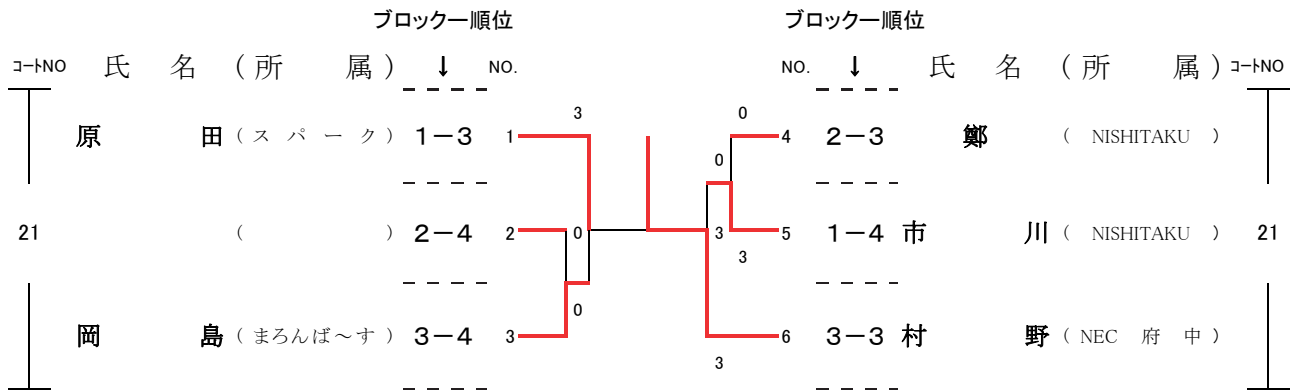 ブロックー順位 ブロックー順位
コートNO 氏 名 (所 属) ↓ NO. NO. ↓ 氏 名 (所 属) コートNO
3 0
原 田 (スパーク) 1-3 1 4 2-3 鄭 ( NISHITAKU )
0
21 ( ) 2-4 2 0 3 5 1-4 市 川 ( NISHITAKU ) 21
3
0
岡 島 (まろんば~す) 3-4 3 6 3-3 村 野 (NEC 府 中)
3